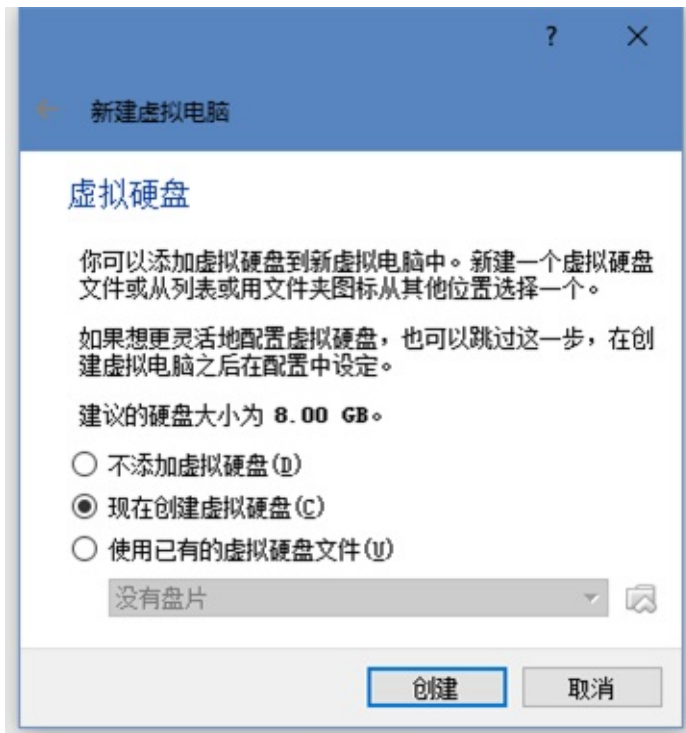 ?
新建虚拟电脑
虚拟硬盘
你可以添加虚拟硬盘到新虚拟电脑中。新建一个虚拟硬盘
文件或从列表或用文件夹图标从其他位置选择一个。
如果想更灵活地配置虚拟硬盘，也可以跳过这一步，在创
建虚拟电脑之后在配置中设定。
建议的硬盘大小为 8.00 GB。
不添加虚拟硬盘(D)
现在创建虚拟硬盘(C)
使用已有的虚拟硬盘文件(U)
没有盘片
创建 取消